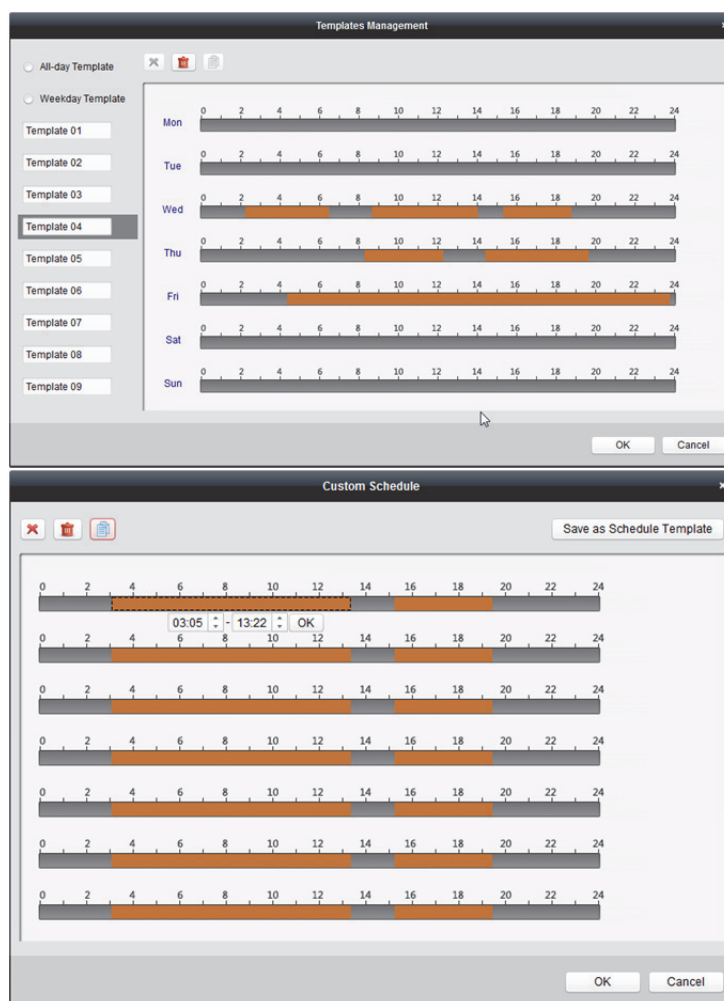 Templates Management
All-day Template
Weekday Template
Template 01
Template 02
Template 03
Template 04
Template 05
Template 06
Template 07
Template 08
Template 09
Mon 0 2 4 6 8 10 12 14 16 18 20 22 24
Tue 0 2 4 6 8 10 12 14 16 18 20 22 24
Wed 0 2 4 6 8 10 12 14 16 18 20 22 24
Thu 0 2 4 6 8 10 12 14 16 18 20 22 24
Fri 0 2 4 6 8 10 12 14 16 18 20 22 24
Sat 0 2 4 6 8 10 12 14 16 18 20 22 24
Sun 0 2 4 6 8 10 12 14 16 18 20 22 24
OK Cancel
Custom Schedule
Save as Schedule Template
0 2 4 6 8 10 12 14 16 18 20 22 24
03:05 - 13:22 OK
0 2 4 6 8 10 12 14 16 18 20 22 24
0 2 4 6 8 10 12 14 16 18 20 22 24
0 2 4 6 8 10 12 14 16 18 20 22 24
0 2 4 6 8 10 12 14 16 18 20 22 24
0 2 4 6 8 10 12 14 16 18 20 22 24
0 2 4 6 8 10 12 14 16 18 20 22 24
OK Cancel